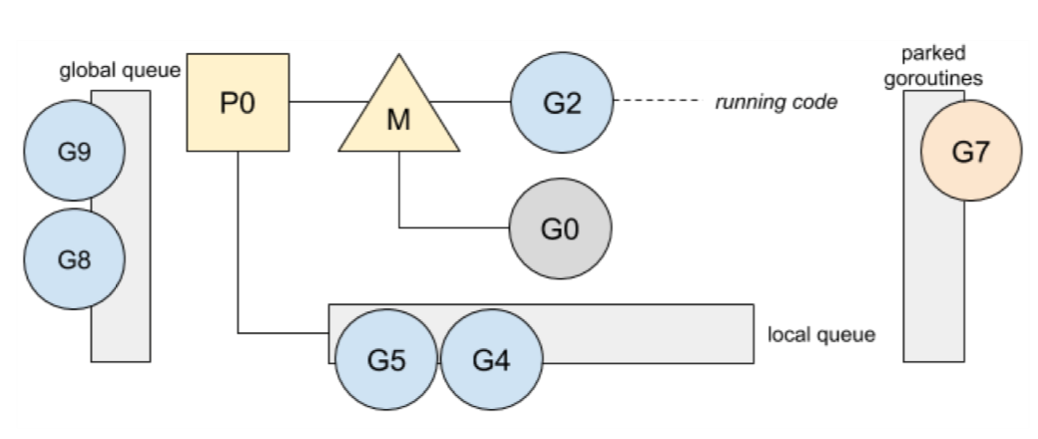 global queue
P0
M
G2
running code
parked
goroutines
G9
G7
G0
G8
G5
G4
local queue